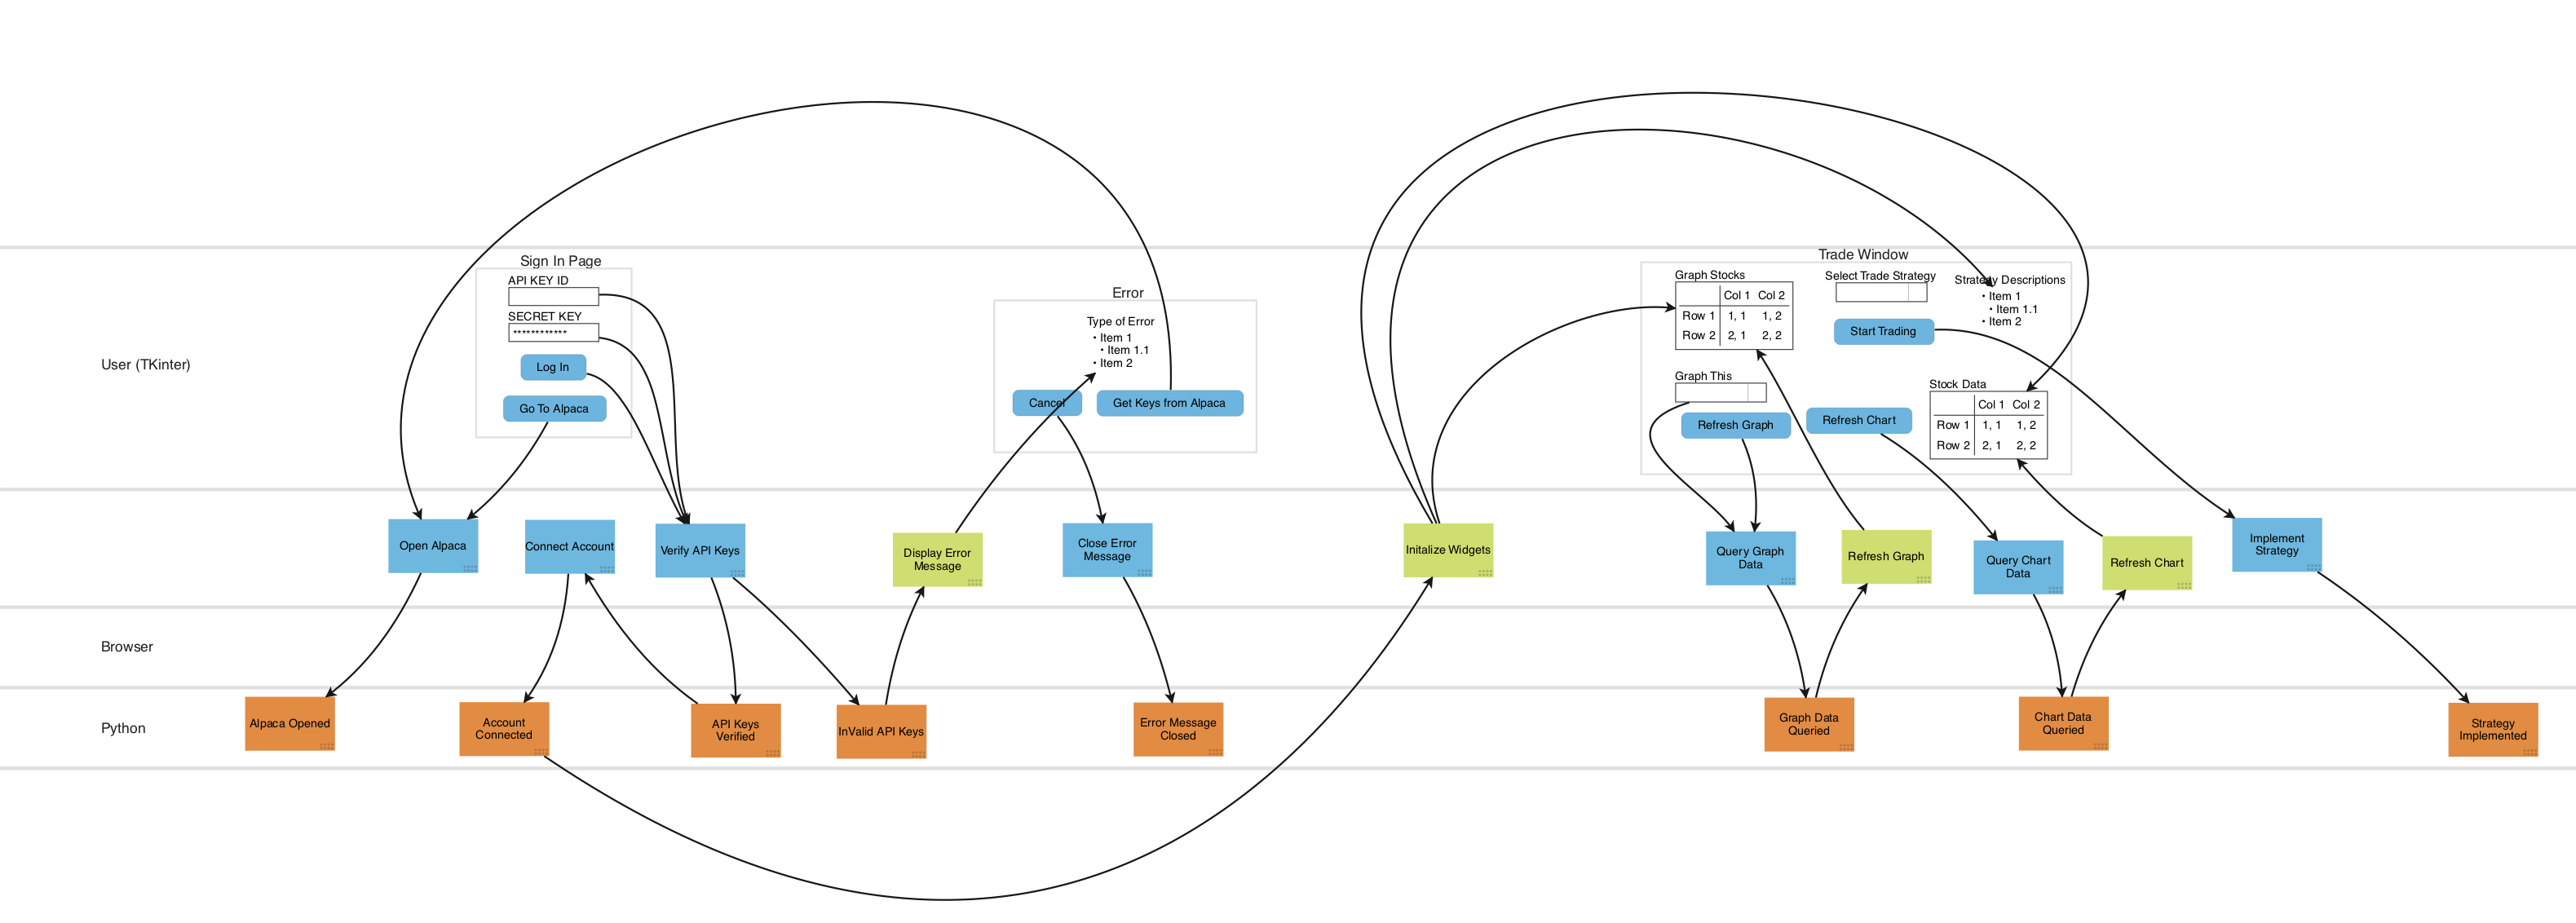 Sign In Page
API KEY ID
SECRET KEY
************
Log In
Go To Alpaca
Error
Type of Error
• Item 1
• Item 1.1
• Item 2
Cancel
Get Keys from Alpaca
Trade Window
Graph Stocks
Col 1 Col 2
Row 1 1, 1 1, 2
Row 2 2, 1 2, 2
Select Trade Strategy
Start Trading
Strategy Descriptions
• Item 1
• Item 1.1
• Item 2
Graph This
Refresh Graph
Refresh Chart
Stock Data
Col 1 Col 2
Row 1 1, 1 1, 2
Row 2 2, 1 2, 2
User (TKinter)
Open Alpaca
Connect Account
Verify API Keys
Display Error
Message
Close Error
Message
Initalize Widgets
Query Graph
Data
Refresh Graph
Query Chart
Data
Refresh Chart
Implement
Strategy
Browser
Python
Alpaca Opened
Account
Connected
API Keys
Verified
InValid API Keys
Error Message
Closed
Graph Data
Queried
Chart Data
Queried
Strategy
Implemented